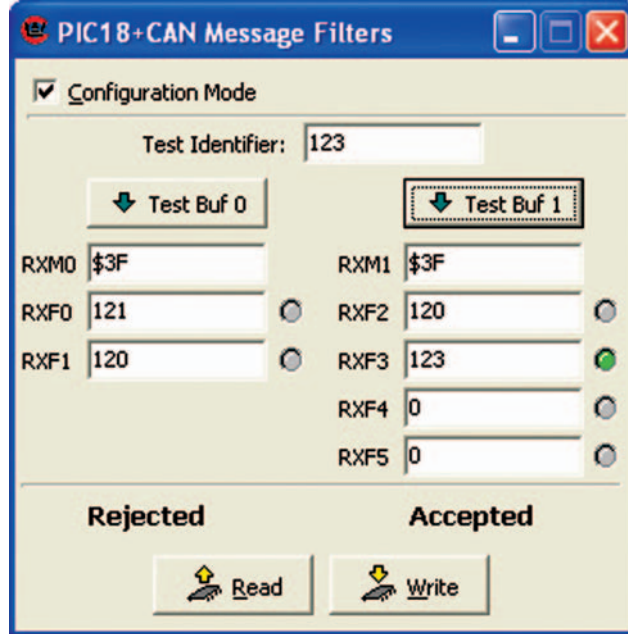 PIC18+CAN Message Filters
Configuration Mode
Test Identifier: 123
Test Buf 0 Test Buf 1
RXM0 $3F RXM1 $3F
RXF0 121 RXF2 120
RXF1 120 RXF3 123
RXF4 0
RXF5 0
Rejected Accepted
Read Write